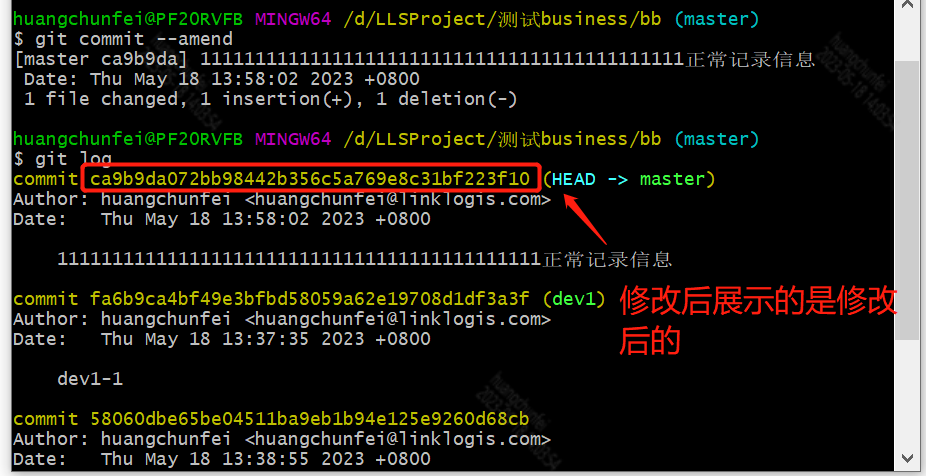 huangchunfei@PF2ORVFB MINGW64 /d/LLSProject/测试business/bb (master)
$ git commit --amend
[master ca9b9da] 11111111111111111111111111111111111111111111正常记录信息
 Date: Thu May 18 13:58:02 2023 +0800
 1 file changed, 1 insertion(+), 1 deletion(-)
huangchunfei@PF2ORVFB MINGW64 /d/LLSProject/测试business/bb (master)
$ git log
commit ca9b9da072bb98442b356c5a769e8c31bf223f10 (HEAD -> master)
Author: huangchunfei <huangchunfei@linklogis.com>
Date:   Thu May 18 13:58:02 2023 +0800
    11111111111111111111111111111111111111111111正常记录信息
commit fa6b9ca4bf49e3bfbd58059a62e19708d1df3a3f (dev1)
修改后展示的是修改
后的
Author: huangchunfei <huangchunfei@linklogis.com>
Date:   Thu May 18 13:37:35 2023 +0800
    dev1-1
commit 58060dbe65be04511ba9eb1b94e125e9260d68cb
Author: huangchunfei <huangchunfei@linklogis.com>
Date:   Thu May 18 13:38:55 2023 +0800